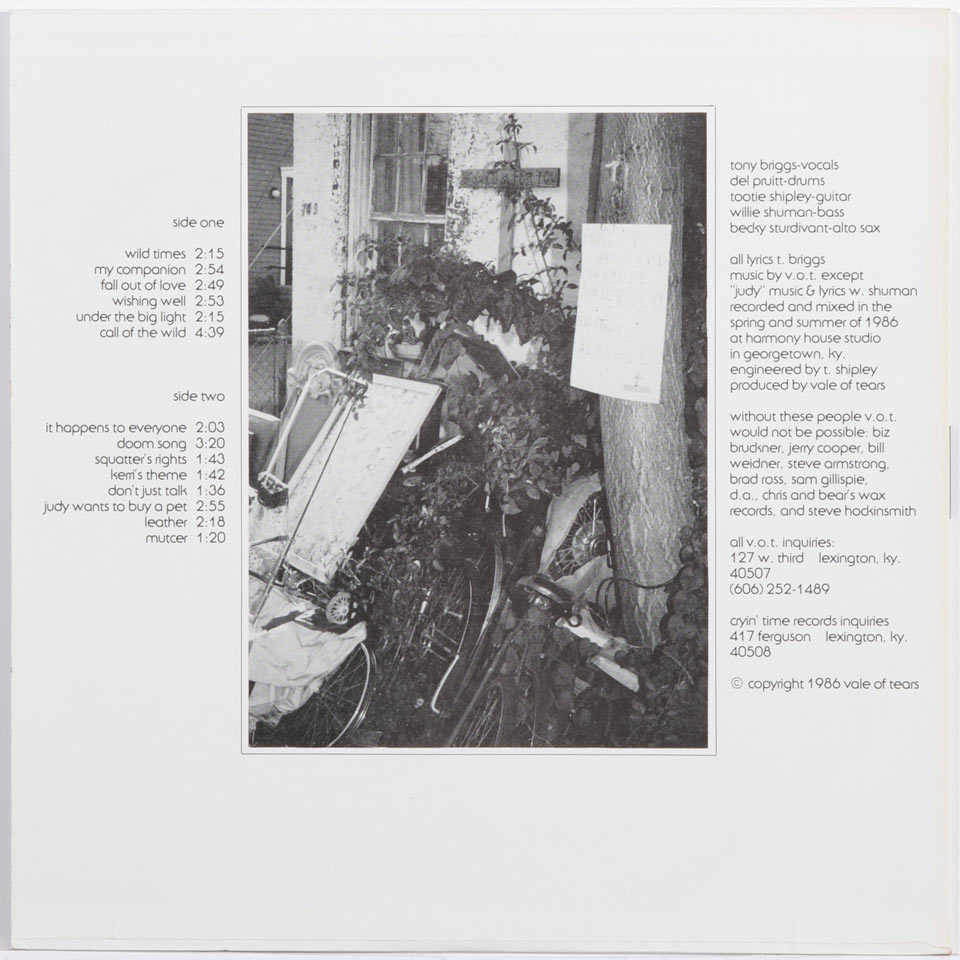 side one
wild times 2:15
my companion 2:54
fall out of love 2:49
wishing well 2:53
under the big light 2:15
call of the wild 4:39
side two
it happens to everyone 2:03
doom song 3:20
squatter's rights 1:43
kerri's theme 1:42
don't just talk 1:36
judy wants to buy a pet 2:55
leather 2:18
mutcer 1:20
tony briggs-vocals
del pruitt-drums
tootie shipley-guitar
willie shuman-bass
becky sturdivant-alto sax
all lyrics t. briggs
music by v.o.t. except
"judy" music & lyrics w. shuman
recorded and mixed in the
spring and summer of 1986
at harmony house studio
in georgetown, ky.
engineered by t. shipley
produced by vale of tears
without these people v.o.t.
would not be possible: biz
bruckner, jerry cooper, bill
weidner, steve armstrong,
brad ross, sam gillispie,
d.a., chris and bear's wax
records, and steve hockinsmith
all v.o.t. inquiries:
127 w. third lexington, ky.
40507
(606) 252-1489
cryin' time records inquiries
417 ferguson lexington, ky.
40508
© copyright 1986 vale of tears